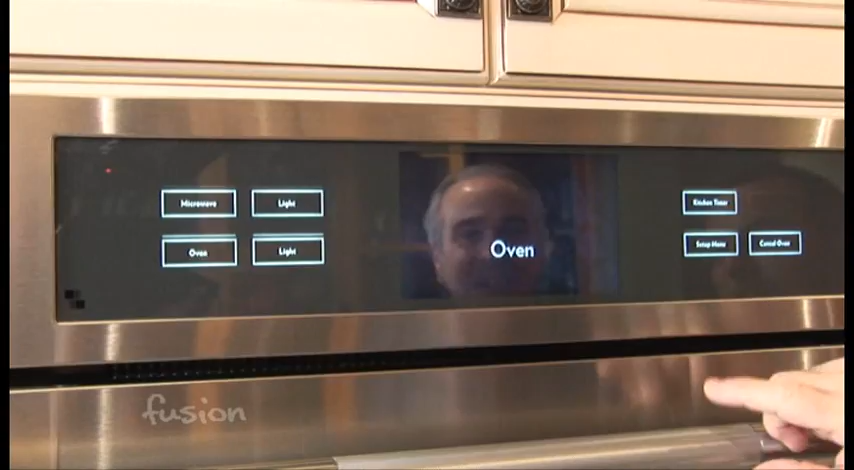 Microwave Light
Oven Light
Oven
Kitchen Timer
Setup Menu Cancel Oven
fusion